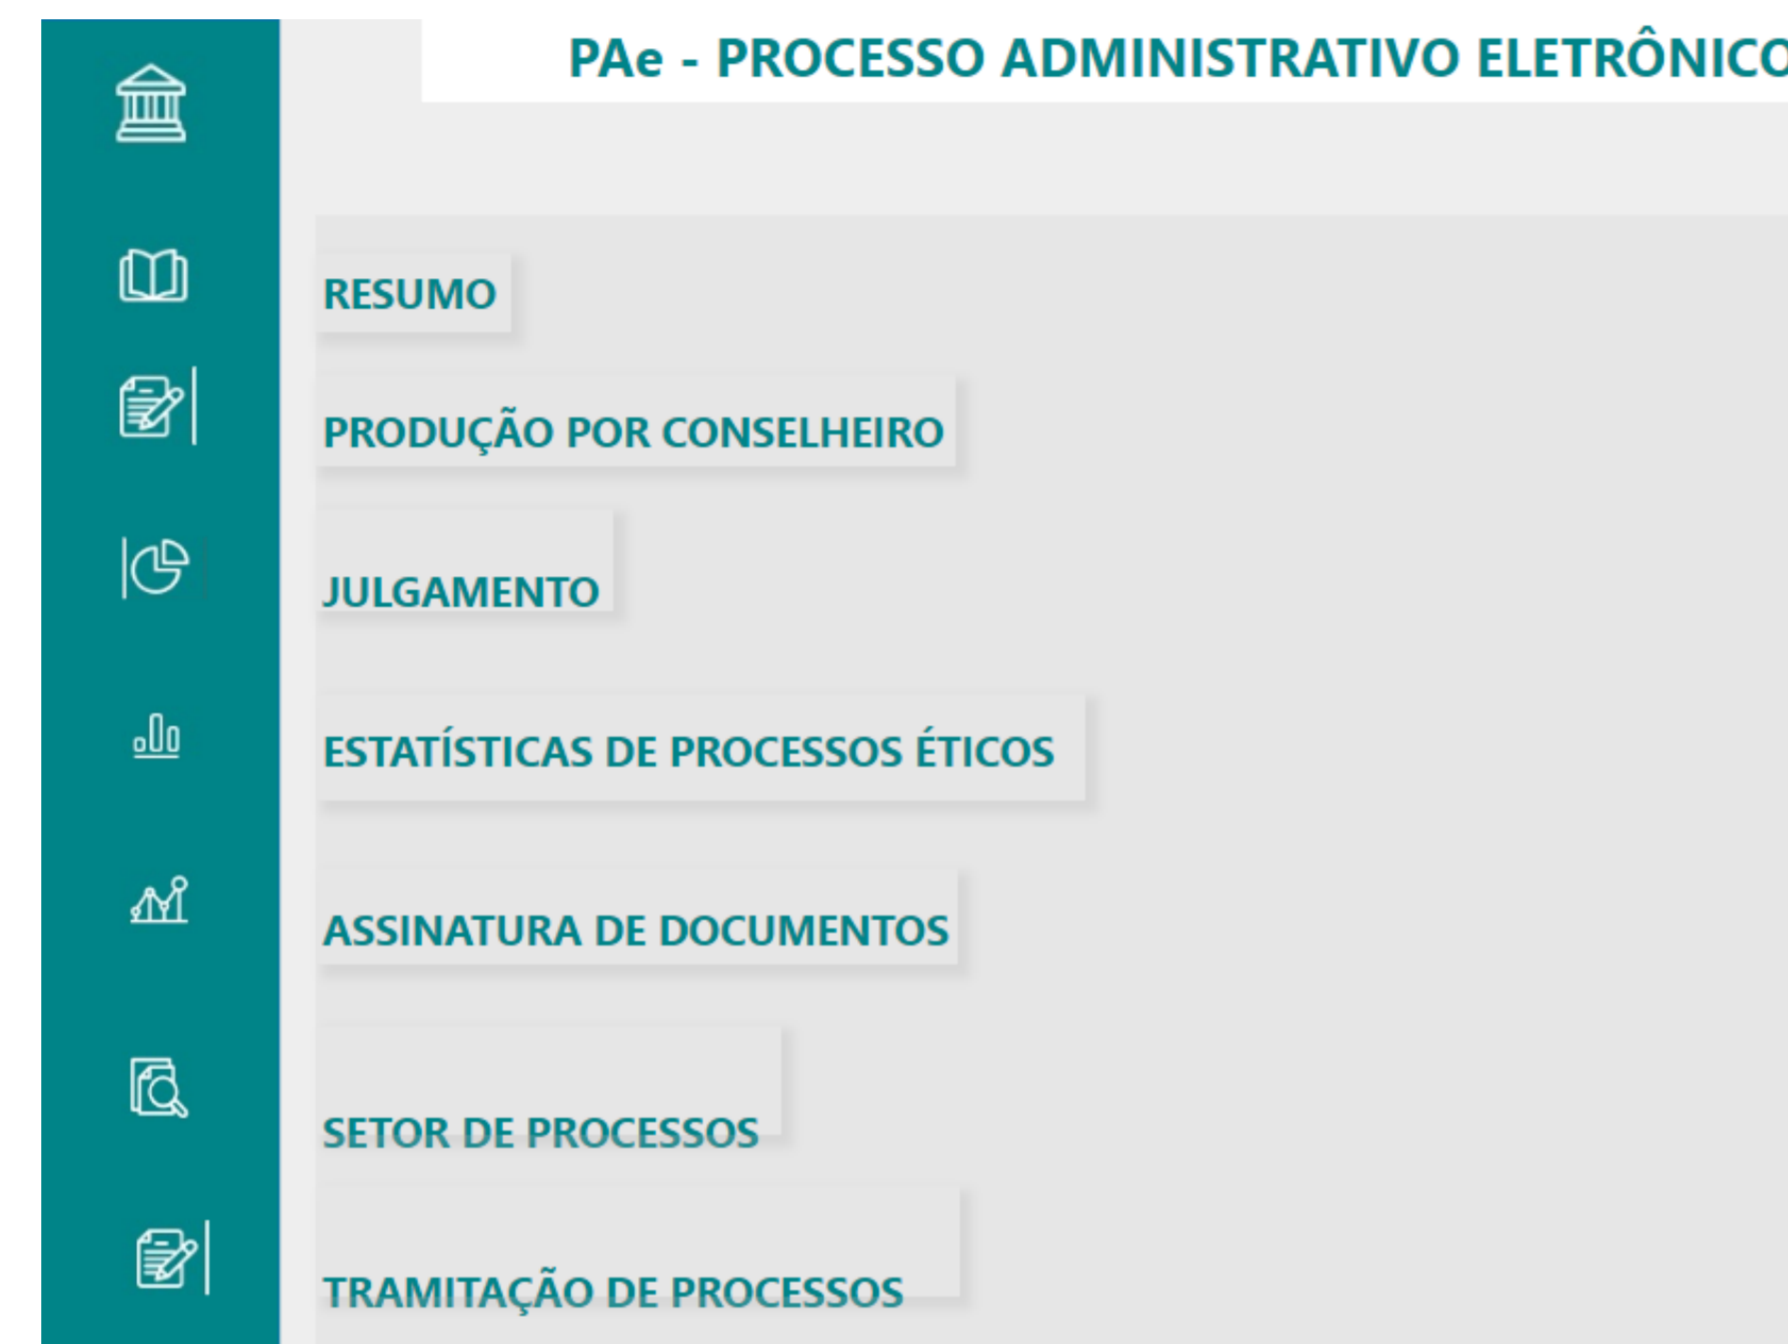 PAe - PROCESSO ADMINISTRATIVO ELETRÔNICO
RESUMO
PRODUÇÃO POR CONSELHEIRO
JULGAMENTO
ESTATÍSTICAS DE PROCESSOS ÉTICOS
ASSINATURA DE DOCUMENTOS
SETOR DE PROCESSOS
TRAMITAÇÃO DE PROCESSOS